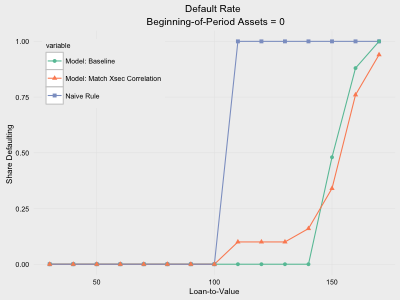 Default Rate
Beginning-of-Period Assets = 0
variable
Model: Baseline
Model: Match Xsec Correlation
Naive Rule
Share Defaulting
1.00
0.75
0.50
0.25
0.00
50
100
150
Loan-to-Value